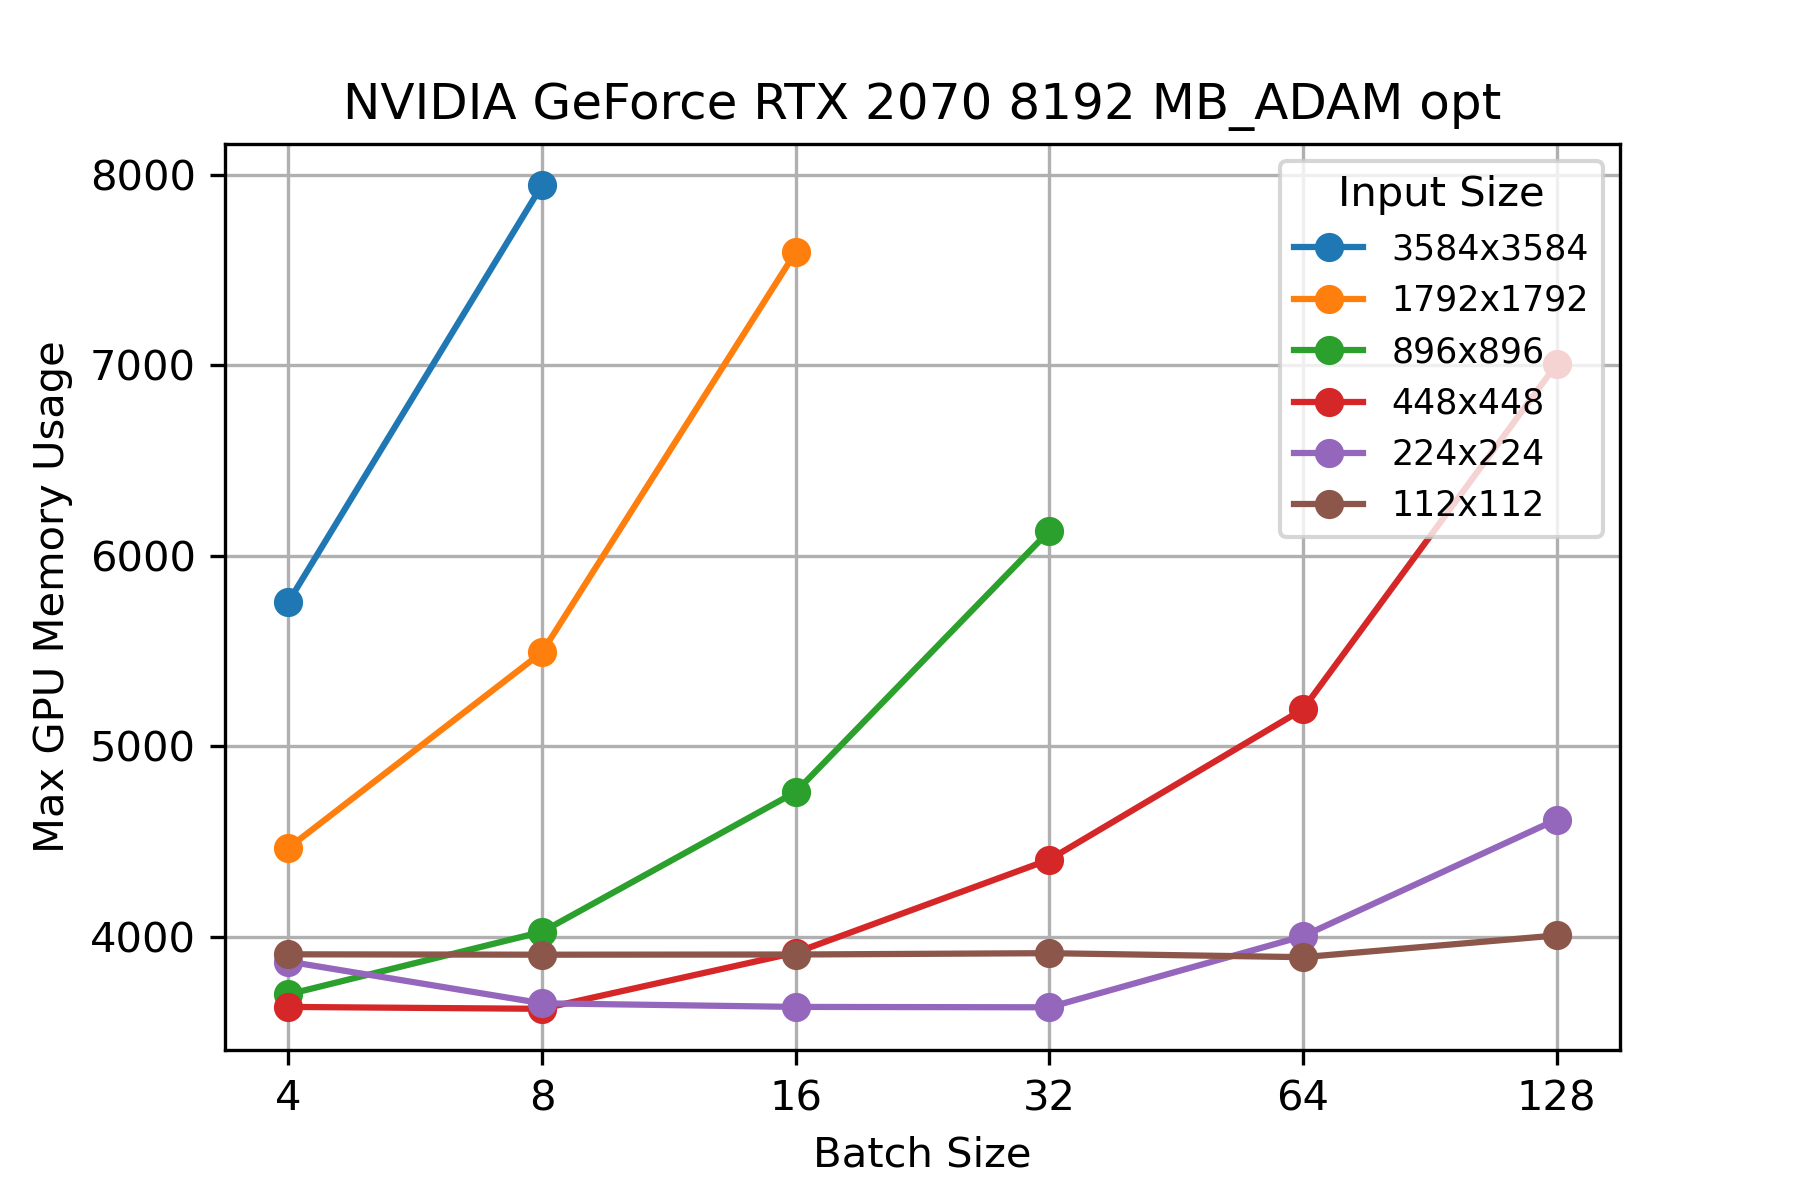 NVIDIA GeForce RTX 2070 8192 MB_ADAM opt
Max GPU Memory Usage
8000
7000
6000
5000
4000
Input Size
3584x3584
1792x1792
896x896
448x448
224x224
112x112
4 8 16 32 64 128
Batch Size